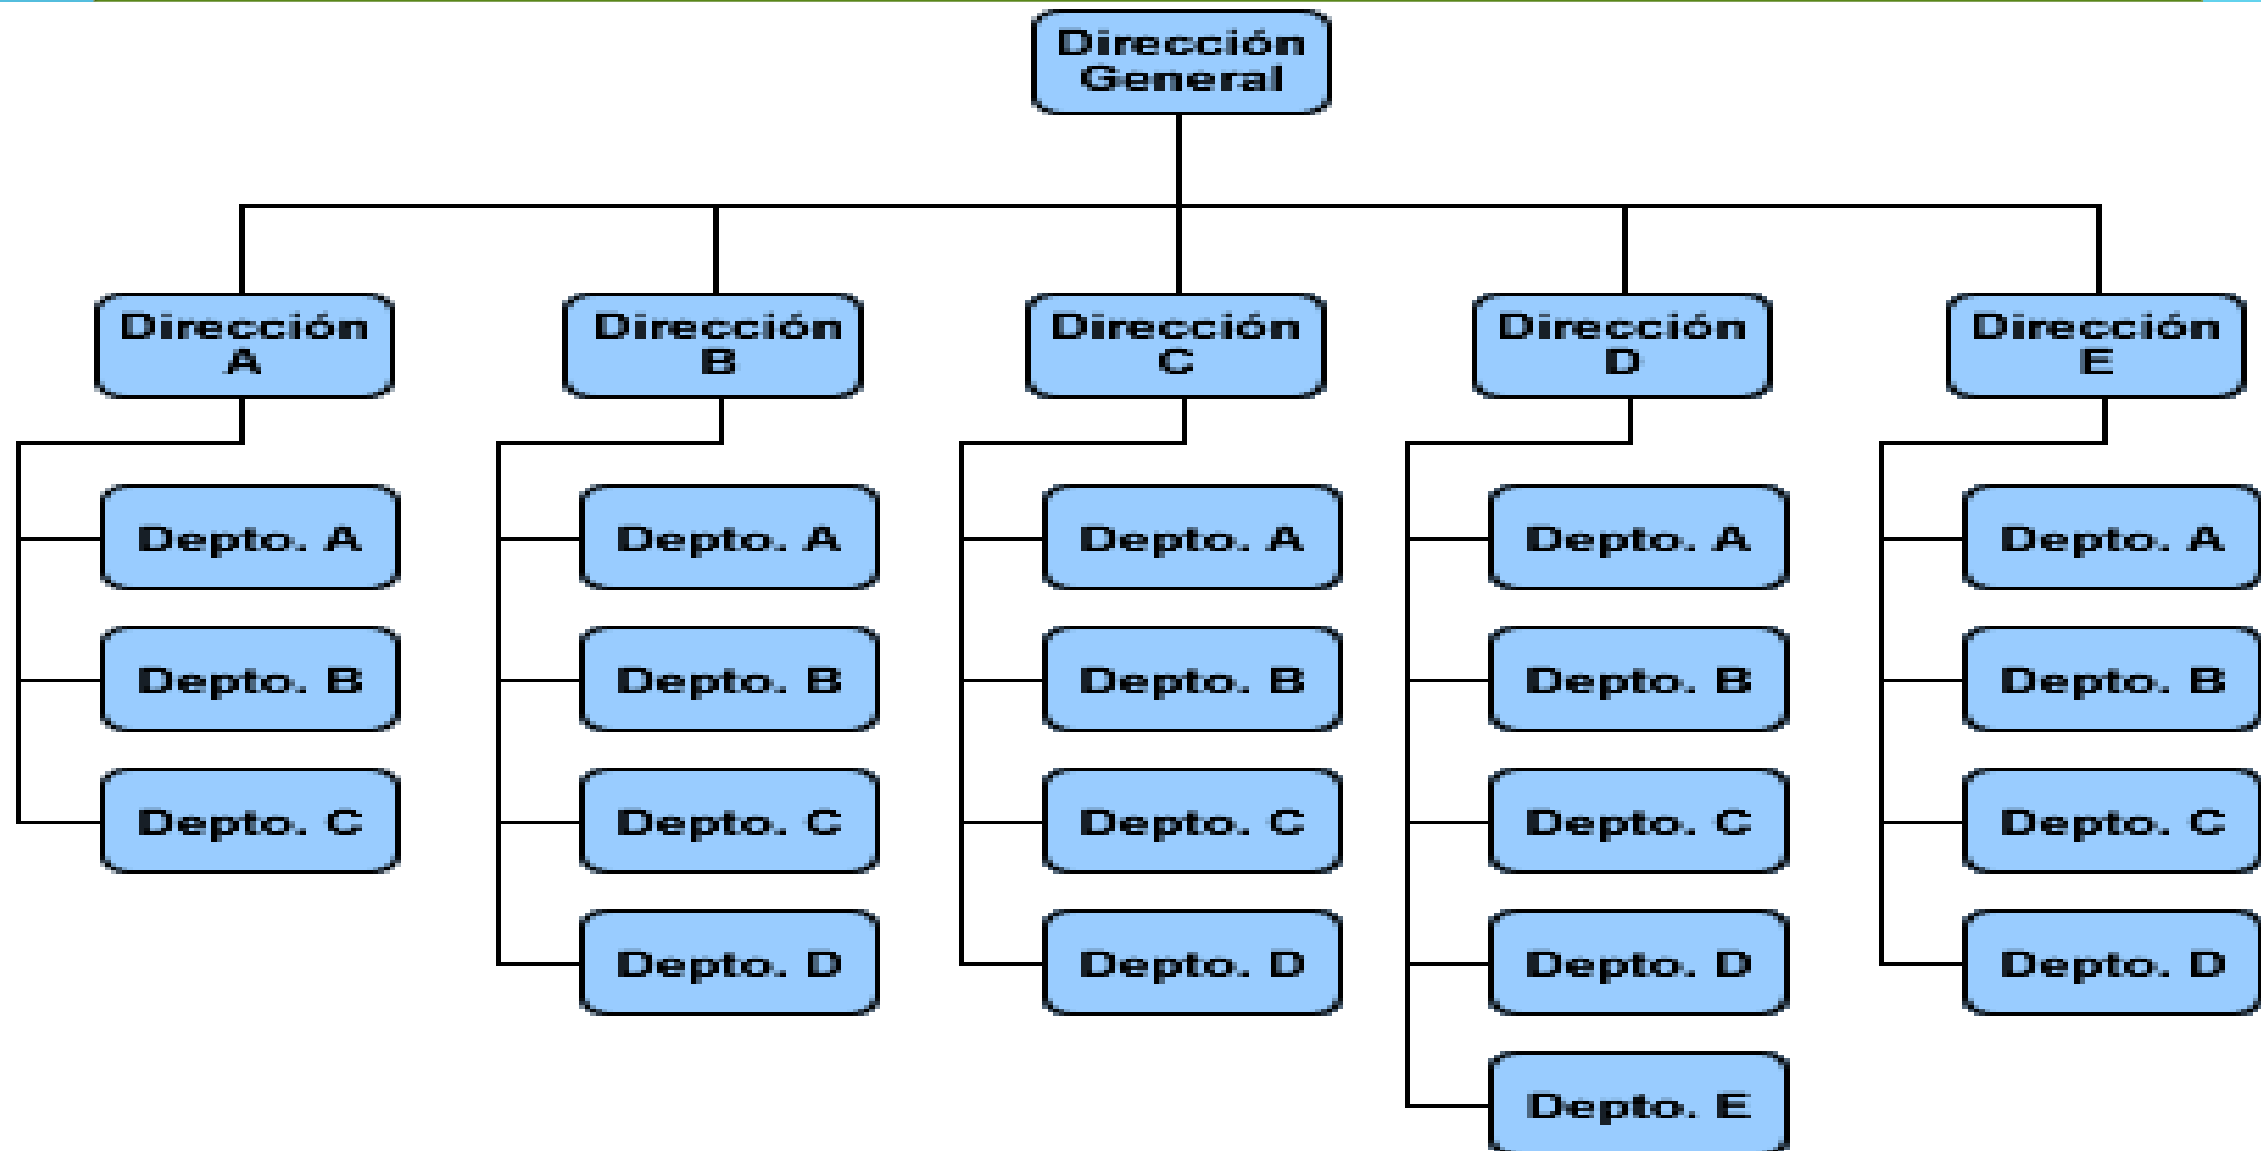 Dirección
General
Dirección
A
Dirección
B
Dirección
C
Dirección
D
Dirección
E
Depto. A
Depto. B
Depto. C
Depto. A
Depto. B
Depto. C
Depto. D
Depto. A
Depto. B
Depto. C
Depto. D
Depto. A
Depto. B
Depto. C
Depto. D
Depto. E
Depto. A
Depto. B
Depto. C
Depto. D